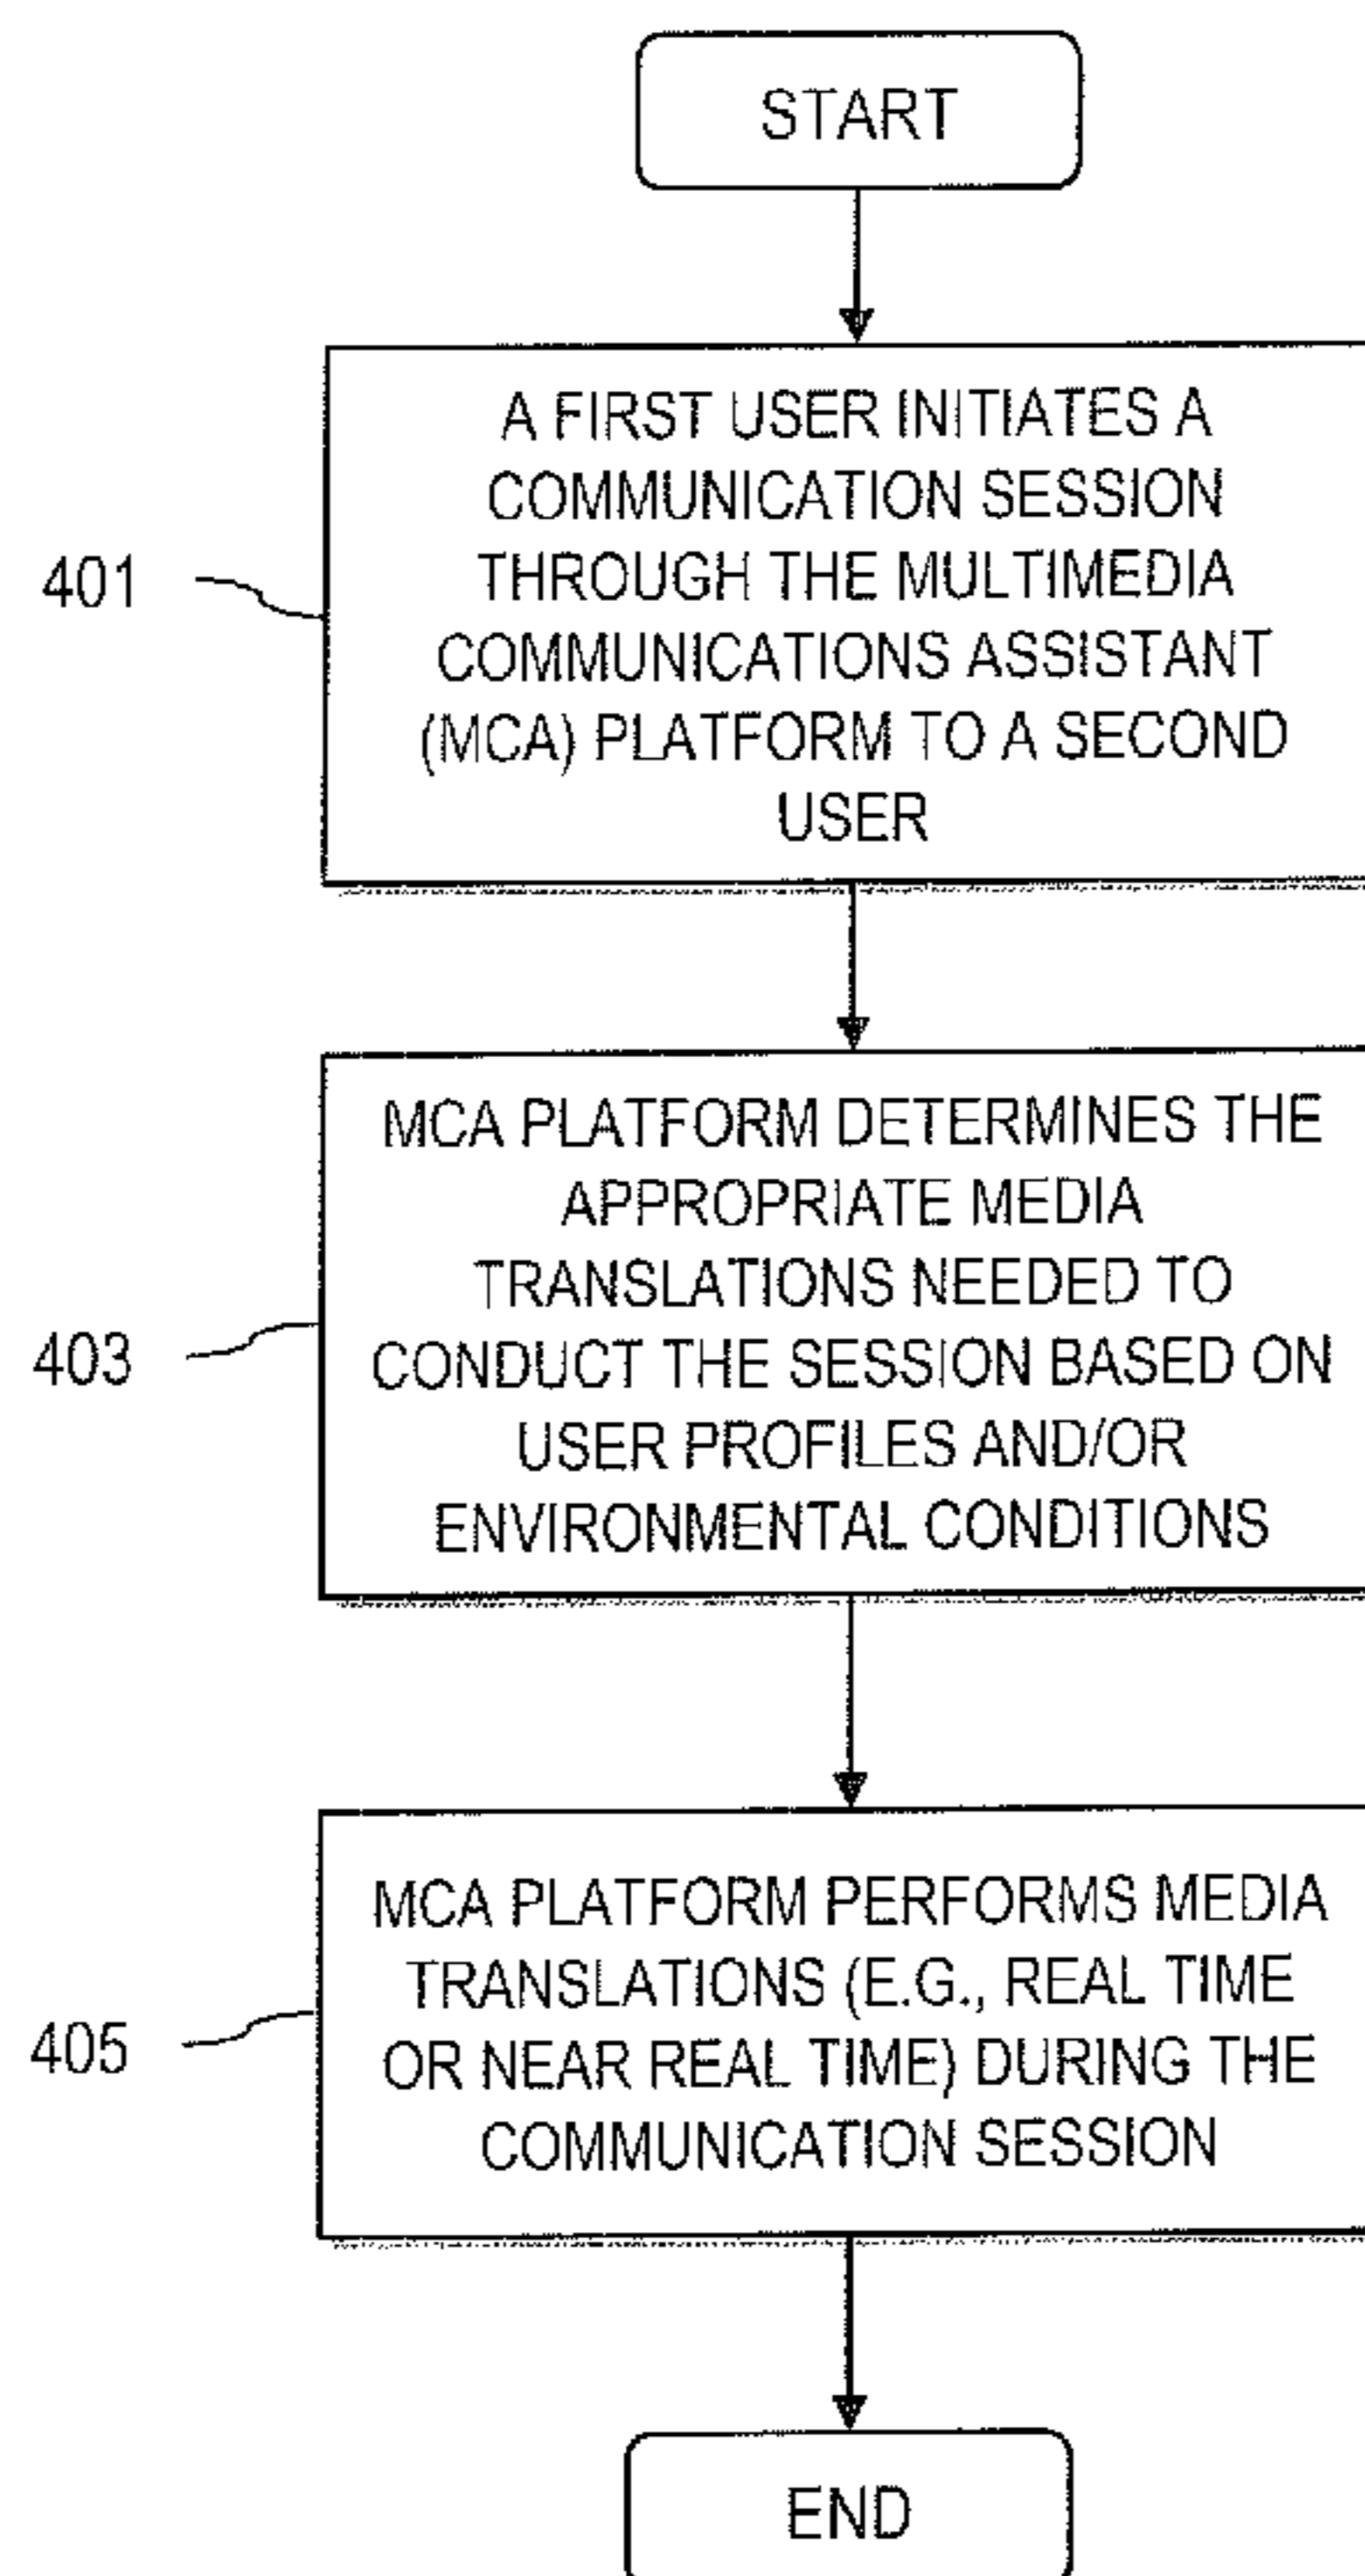 START
A FIRST USER INITIATES A
COMMUNICATION SESSION
THROUGH THE MULTIMEDIA
COMMUNICATIONS ASSISTANT
(MCA) PLATFORM TO A SECOND
USER
401
MCA PLATFORM DETERMINES THE
APPROPRIATE MEDIA
TRANSLATIONS NEEDED TO
CONDUCT THE SESSION BASED ON
USER PROFILES AND/OR
ENVIRONMENTAL CONDITIONS
403
MCA PLATFORM PERFORMS MEDIA
TRANSLATIONS (E.G., REAL TIME
OR NEAR REAL TIME) DURING THE
COMMUNICATION SESSION
405
END